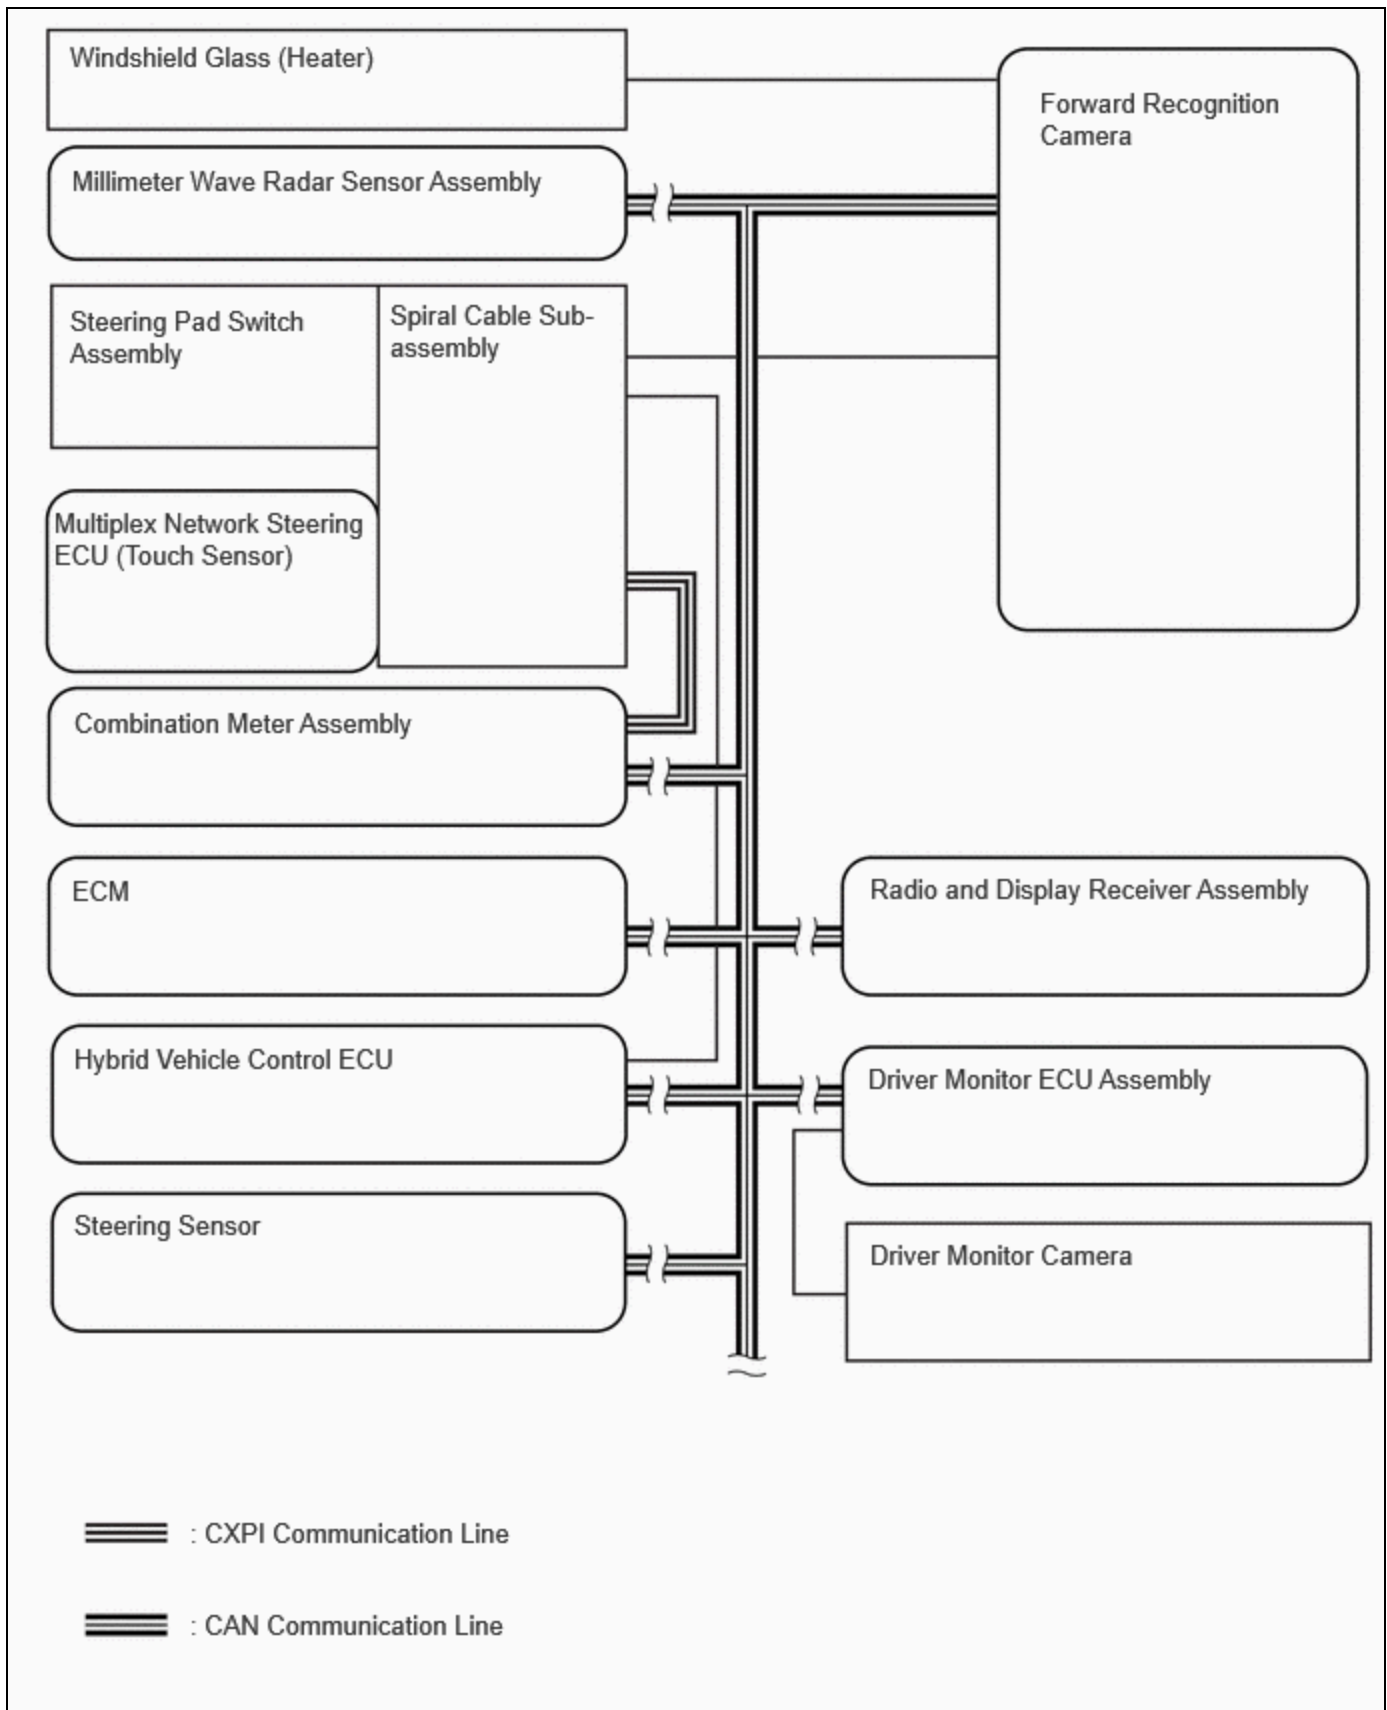 Windshield Glass (Heater)
Forward Recognition
Camera
Millimeter Wave Radar Sensor Assembly
Steering Pad Switch
Assembly
Spiral Cable Sub-
assembly
Multiplex Network Steering
ECU (Touch Sensor)
Combination Meter Assembly
ECM
Radio and Display Receiver Assembly
Hybrid Vehicle Control ECU
Driver Monitor ECU Assembly
Steering Sensor
Driver Monitor Camera
: CXPI Communication Line
: CAN Communication Line